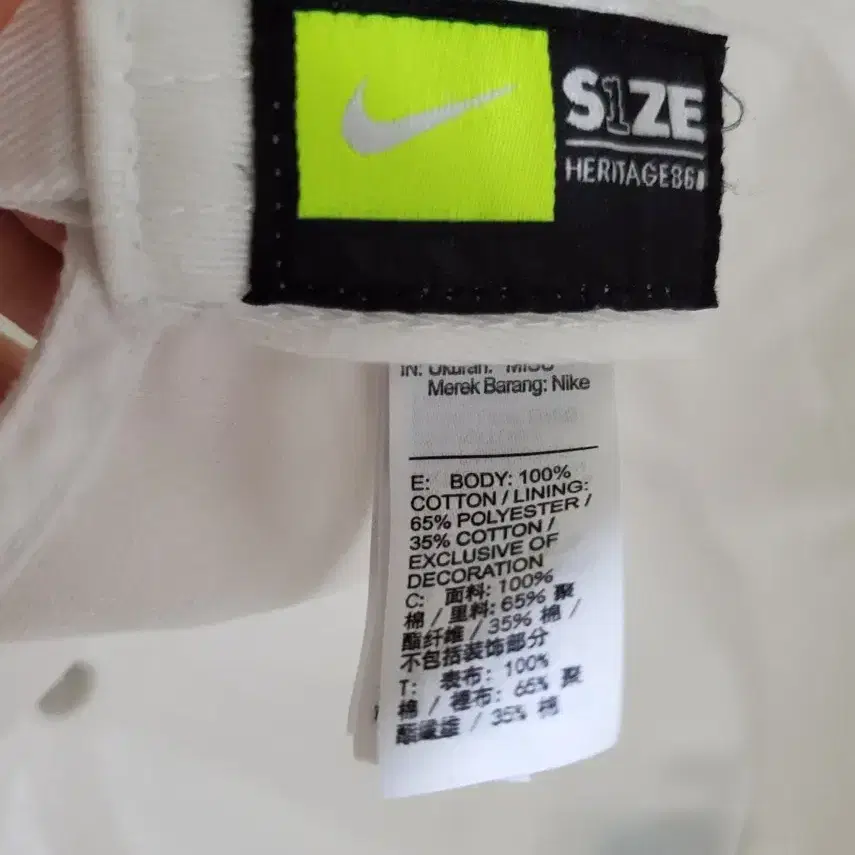 S1ZE
HERITAGE86
IN: Ukuran: MISC
Merek Barang: Nike
E: BODY: 100%
COTTON / LINING:
65% POLYESTER /
35% COTTON /
EXCLUSIVE OF
DECORATION
C: 面料: 100%
棉 / 里料: 65% 聚
酯纤维 / 35% 棉 /
不包括装饰部分
T: 表布: 100%
棉 / 裡布: 65% 聚
酯纖維 / 35% 棉